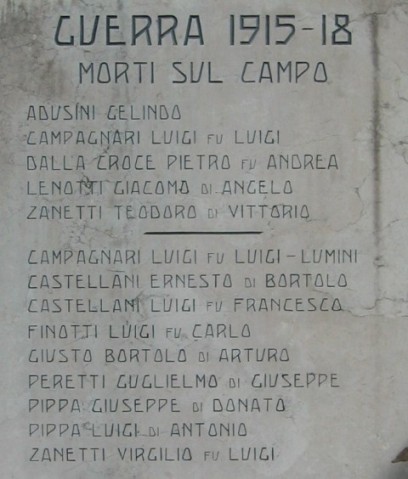 GUERRA 1915-18
MORTI SUL CAMPO
ADUSINI GELINDO
CAMPAGNARI LUIGI FU LUIGI
DALLA CROCE PIETRO FU ANDREA
LENOTTI GIACOMO DI ANGELO
ZANETTI TEODORO DI VITTORIO
CAMPAGNARI LUIGI FU LUIGI-LUMINI
CASTELLANI ERNESTO DI BORTOLO
CASTELLANI LUIGI FU FRANCESCO
FINOTTI LUIGI FU CARLO
GIUSTO BORTOLO DI ARTURO
PERETTI GUGLIELMO DI GIUSEPPE
PIPPA GIUSEPPE DI DONATO
PIPPA LUIGI DI ANTONIO
ZANETTI VIRGILIO FU LUIGI